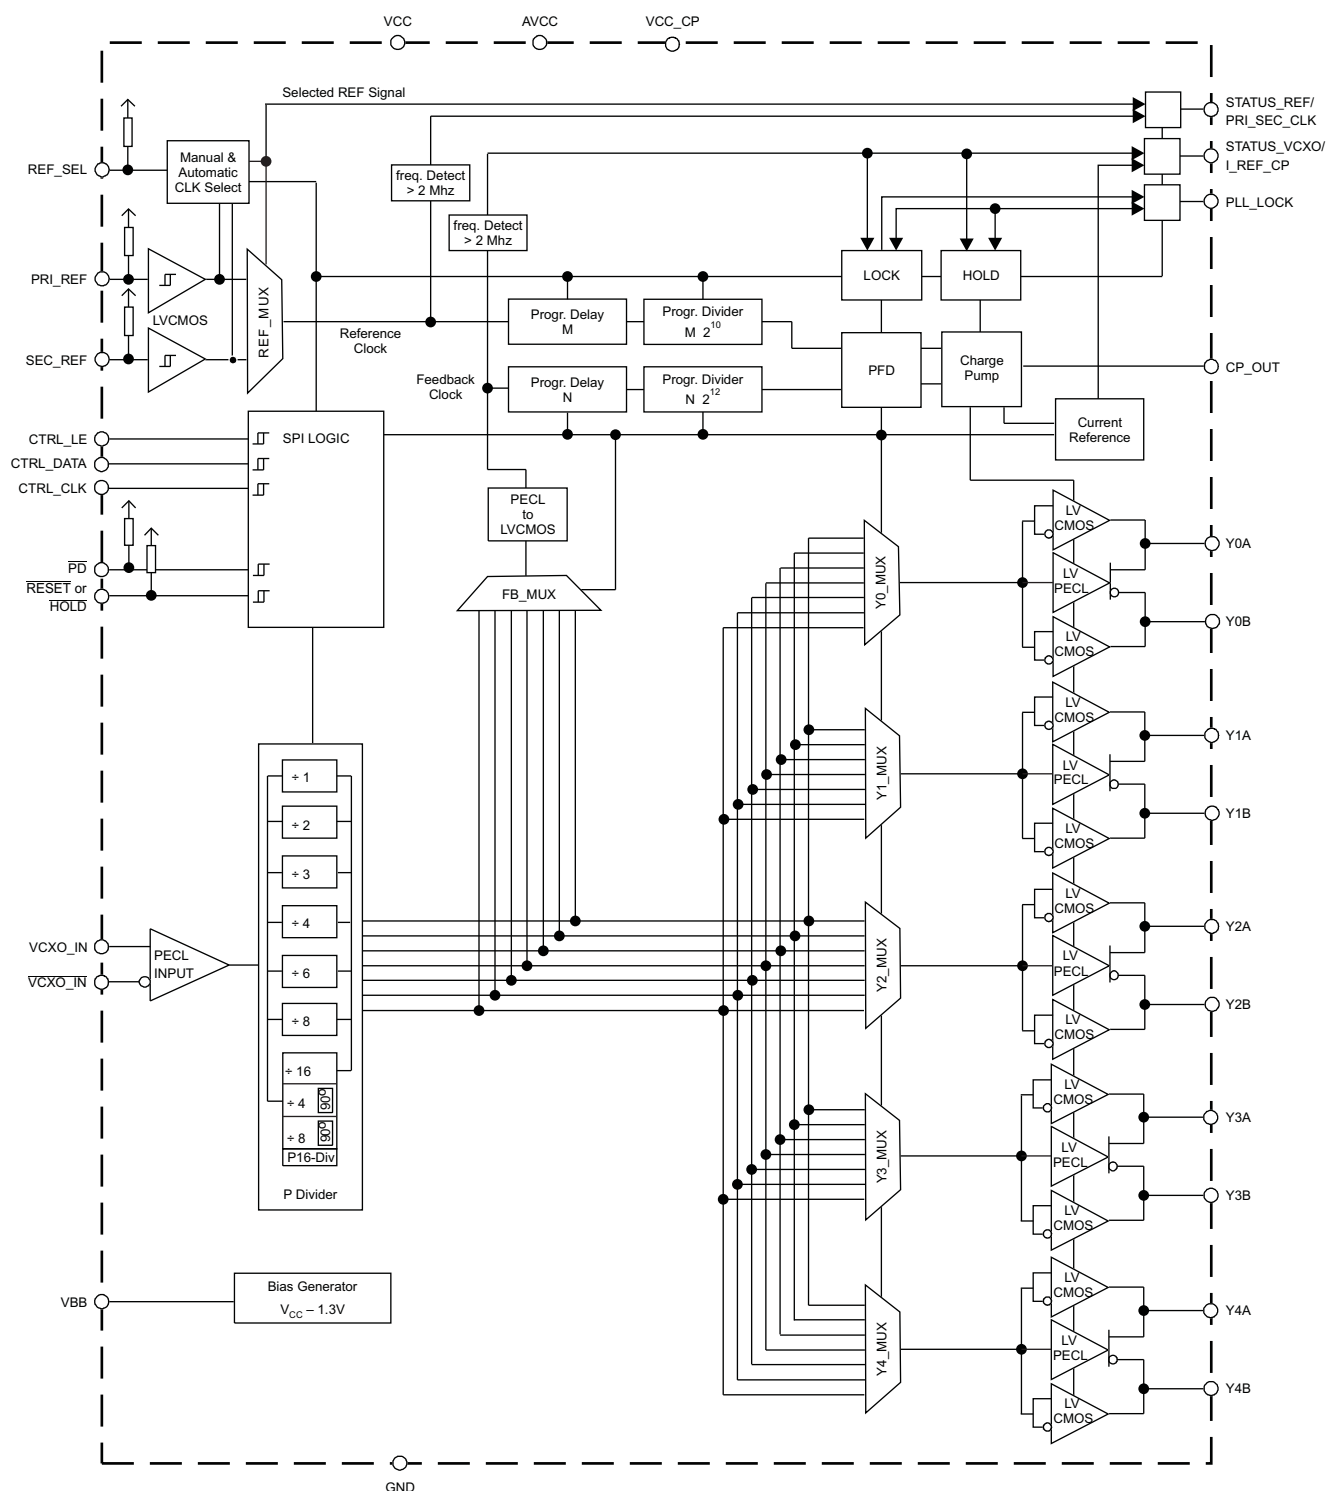 VCC
AVCC
VCC_CP
Selected REF Signal
STATUS_REF/
PRI_SEC_CLK
REF_SEL
Manual &
Automatic
CLK Select
freq. Detect
> 2 Mhz
STATUS_VCXO/
I_REF_CP
PLL_LOCK
freq. Detect
> 2 Mhz
PRI_REF
LVCMOS
SEC_REF
REF_MUX
Reference
Clock
Progr. Delay
M
Progr. Divider
M 2^10
LOCK
HOLD
PFD
Charge
Pump
CP_OUT
Feedback
Clock
Progr. Delay
N
Progr. Divider
N 2^12
Current
Reference
CTRL_LE
CTRL_DATA
CTRL_CLK
SPI LOGIC
PECL
to
LVCMOS
PD
RESET or
HOLD
FB_MUX
Y0_MUX
LV
CMOS
LV
PECL
LV
CMOS
Y0A
Y0B
Y1_MUX
LV
CMOS
LV
PECL
LV
CMOS
Y1A
Y1B
÷ 1
÷ 2
÷ 3
÷ 4
÷ 6
÷ 8
÷ 16
÷ 4
90°
÷ 8
90°
P16-Div
P Divider
VCXO_IN
VCXO_IN
PECL
INPUT
Y2_MUX
LV
CMOS
LV
PECL
LV
CMOS
Y2A
Y2B
Y3_MUX
LV
CMOS
LV
PECL
LV
CMOS
Y3A
Y3B
VBB
Bias Generator
VCC – 1.3V
Y4_MUX
LV
CMOS
LV
PECL
LV
CMOS
Y4A
Y4B
GND